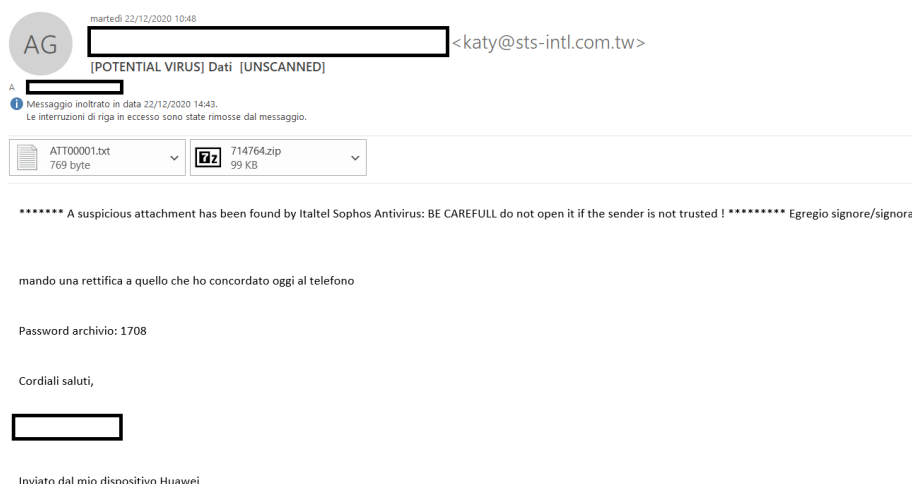 martedì 22/12/2020 10:48
AG
<katy@sts-intl.com.tw>
[POTENTIAL VIRUS] Dati [UNSCANNED]
A
Messaggio inoltrato in data 22/12/2020 14:43.
Le interruzioni di riga in eccesso sono state rimosse dal messaggio.
ATT00001.txt
769 byte
7z
714764.zip
99 KB
******* A suspicious attachment has been found by Italtel Sophos Antivirus: BE CAREFULL do not open it if the sender is not trusted ! ********* Egregio signore/signora
mando una rettifica a quello che ho concordato oggi al telefono
Password archivio: 1708
Cordiali saluti,
Inviato dal mio dispositivo Huawei